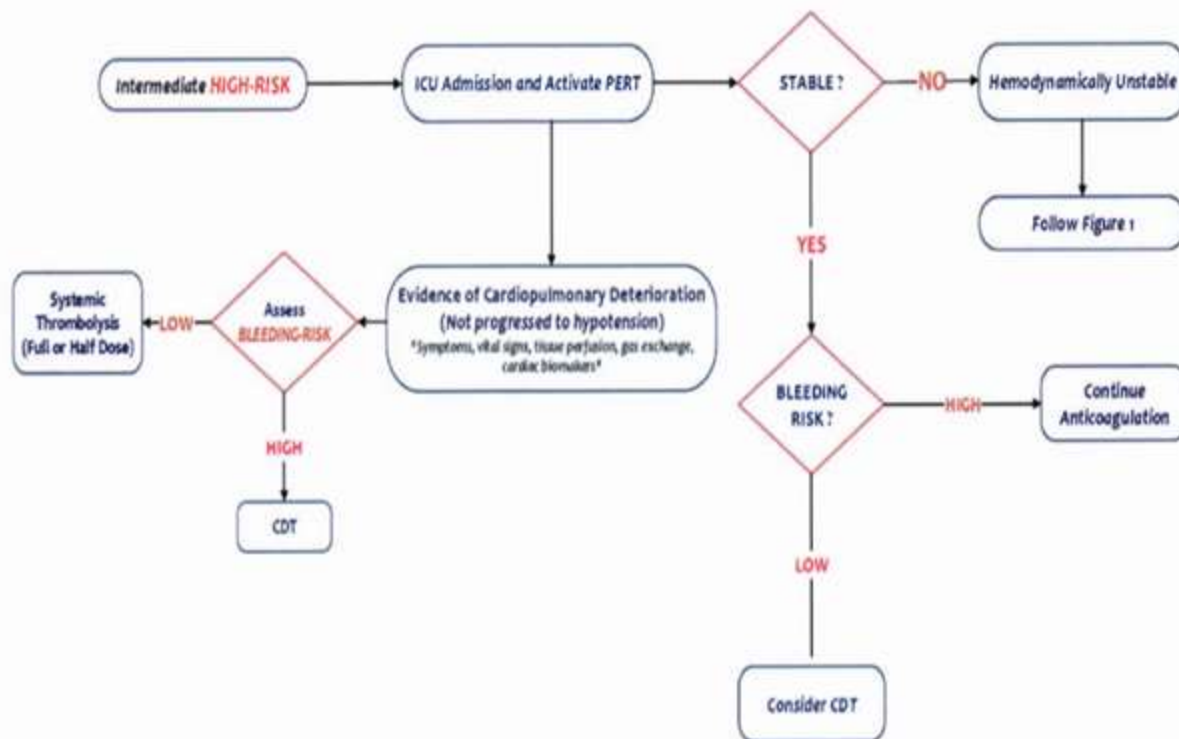 Intermediate HIGH-RISK
ICU Admission and Activate PERT
STABLE ?
NO
Hemodynamically Unstable
Follow Figure 1
YES
Systemic
Thrombolysis
(Full or Half Dose)
LOW
Assess
BLEEDING-RISK
Evidence of Cardiopulmonary Deterioration
(Not progressed to hypotension)
*Symptoms, vital signs, tissue perfusion, gas exchange,
cardiac biomakers*
BLEEDING
RISK ?
HIGH
Continue
Anticoagulation
HIGH
CDT
LOW
Consider CDT